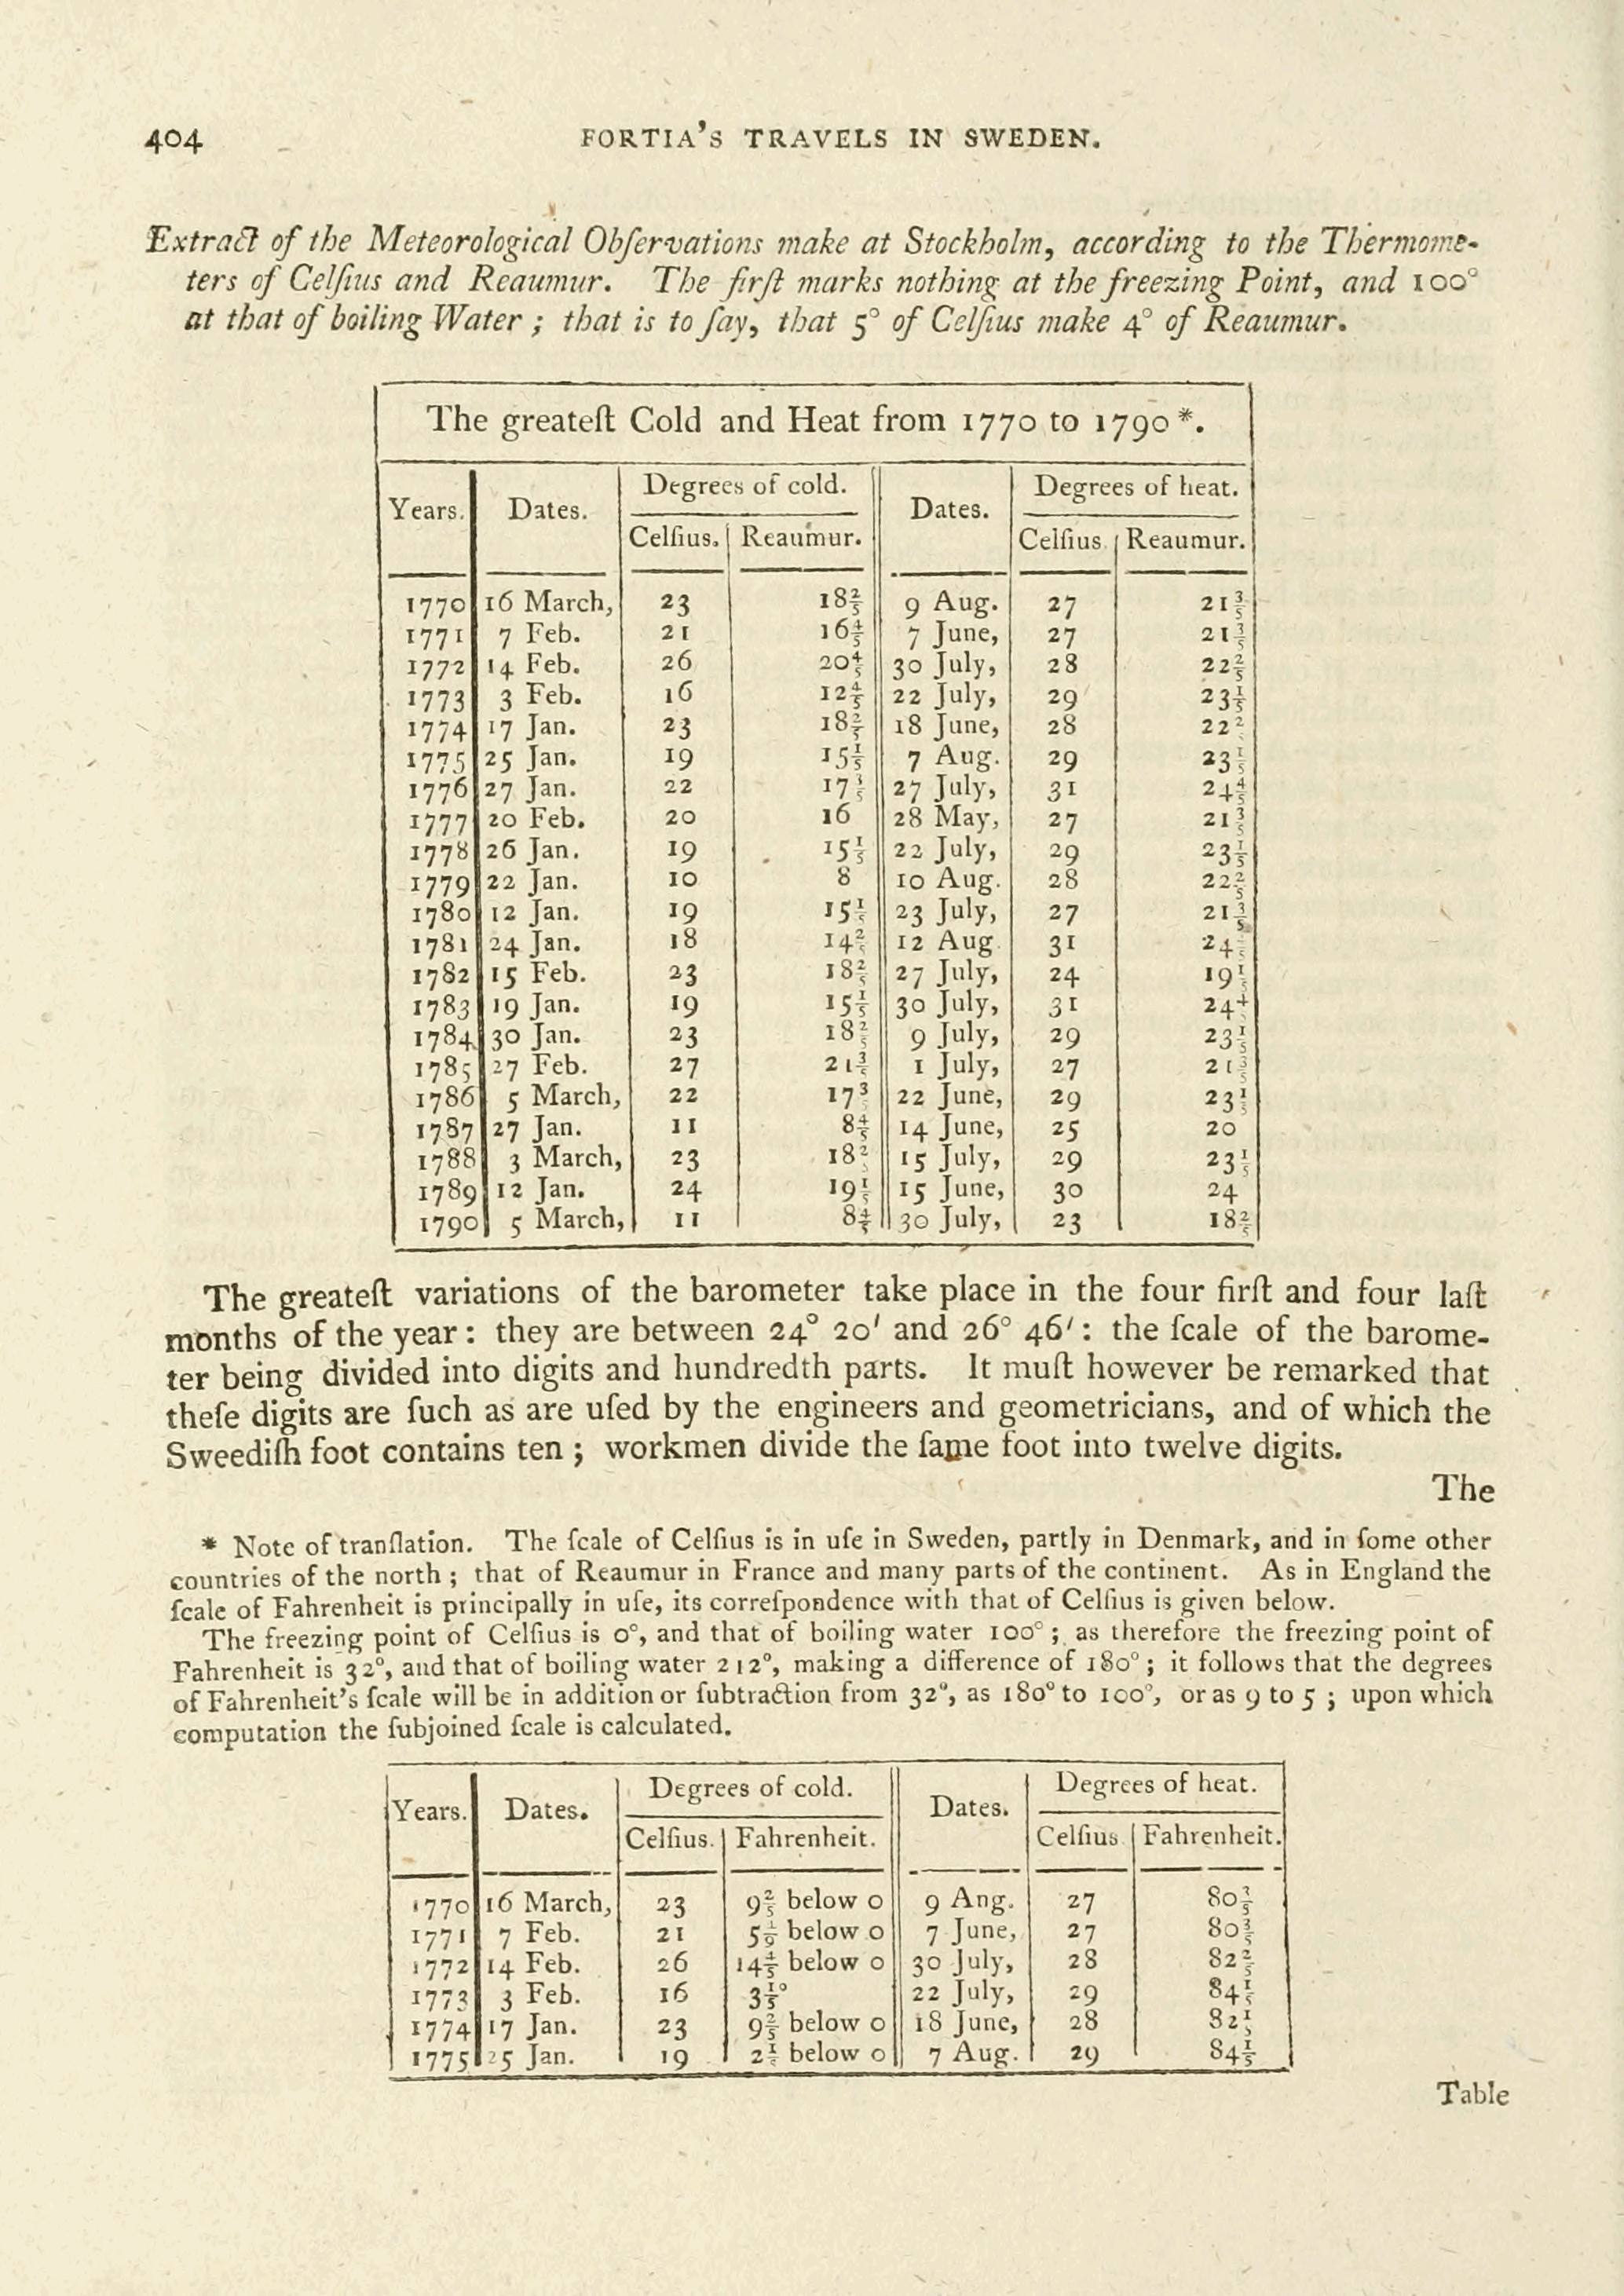 404
FORTIA'S TRAVELS IN SWEDEN.
Extract of the Meteorological Obſervations make at Stockholm, according to the Thermome-
ters of Celſius and Reaumur. The firſt marks nothing at the freezing Point, and 100°
at that of boiling Water; that is to ſay, that 5° of Celſius make 4° of Reaumur.
The greateſt Cold and Heat from 1770 to 1790 *.
Years. Dates. Degrees of cold. Dates. Degrees of heat.
Celſius. Reaumur. Celſius. Reaumur.
1770 16 March, 23 18⅖ 9 Aug. 27 21⅗
1771 7 Feb. 21 16⅘ 7 June, 27 21⅗
1772 14 Feb. 26 20⅘ 30 July, 28 22⅖
1773 3 Feb. 16 12⅘ 22 July, 29 23⅕
1774 17 Jan. 23 18⅖ 18 June, 28 22⅖
1775 25 Jan. 19 15⅕ 7 Aug. 29 23⅕
1776 27 Jan. 22 17⅗ 27 July, 31 24⅘
1777 20 Feb. 20 16 28 May, 27 21⅗
1778 26 Jan. 19 15⅕ 22 July, 29 23⅕
1779 22 Jan. 10 8 10 Aug. 28 22⅖
1780 12 Jan. 19 15⅕ 23 July, 27 21⅗
1781 24 Jan. 18 14⅖ 12 Aug. 31 24
1782 15 Feb. 23 18⅖ 27 July, 24 19⅕
1783 19 Jan. 19 15⅕ 30 July, 31 24⅘
1784 30 Jan. 23 18⅖ 9 July, 29 23⅕
1785 27 Feb. 27 21⅗ 1 July, 27 21⅗
1786 5 March, 22 17⅗ 22 June, 29 23⅕
1787 27 Jan. 11 8⅘ 14 June, 25 20
1788 3 March, 23 18⅖ 15 July, 29 23⅕
1789 12 Jan. 24 19⅕ 15 June, 30 24
1790 5 March, 11 8⅘ 30 July, 23 18⅖
The greateſt variations of the barometer take place in the four firſt and four laſt
months of the year: they are between 24° 20′ and 26° 46′: the ſcale of the barome-
ter being divided into digits and hundredth parts. It muſt however be remarked that
theſe digits are ſuch as are uſed by the engineers and geometricians, and of which the
Sweediſh foot contains ten; workmen divide the ſame foot into twelve digits.
The
* Note of tranſlation. The ſcale of Celſius is in uſe in Sweden, partly in Denmark, and in ſome other
countries of the north; that of Reaumur in France and many parts of the continent. As in England the
ſcale of Fahrenheit is principally in uſe, its correſpondence with that of Celſius is given below.
The freezing point of Celſius is 0°, and that of boiling water 100°; as therefore the freezing point of
Fahrenheit is 32°, and that of boiling water 212°, making a difference of 180°; it follows that the degrees
of Fahrenheit's ſcale will be in addition or ſubtraction from 32°, as 180° to 100°, or as 9 to 5; upon which
computation the ſubjoined ſcale is calculated.
Years. Dates. Degrees of cold. Dates. Degrees of heat.
Celſius. Fahrenheit. Celſius. Fahrenheit.
1770 16 March, 23 9⅖ below 0 9 Ang. 27 80⅗
1771 7 Feb. 21 5⅑ below 0 7 June, 27 80⅗
1772 14 Feb. 26 14⅘ below 0 30 July, 28 82⅖
1773 3 Feb. 16 3⅕° 22 July, 29 84⅕
1774 17 Jan. 23 9⅖ below 0 18 June, 28 82⅕
1775 25 Jan. 19 2⅕ below 0 7 Aug. 29 84⅕
Table